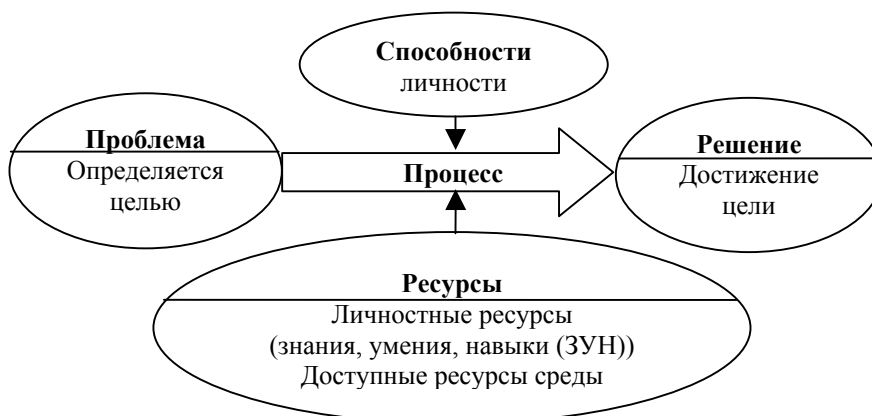 Способности
личности
Проблема
Определяется
целью
Процесс
Решение
Достижение
цели
Ресурсы
Личностные ресурсы
(знания, умения, навыки (ЗУН))
Доступные ресурсы среды